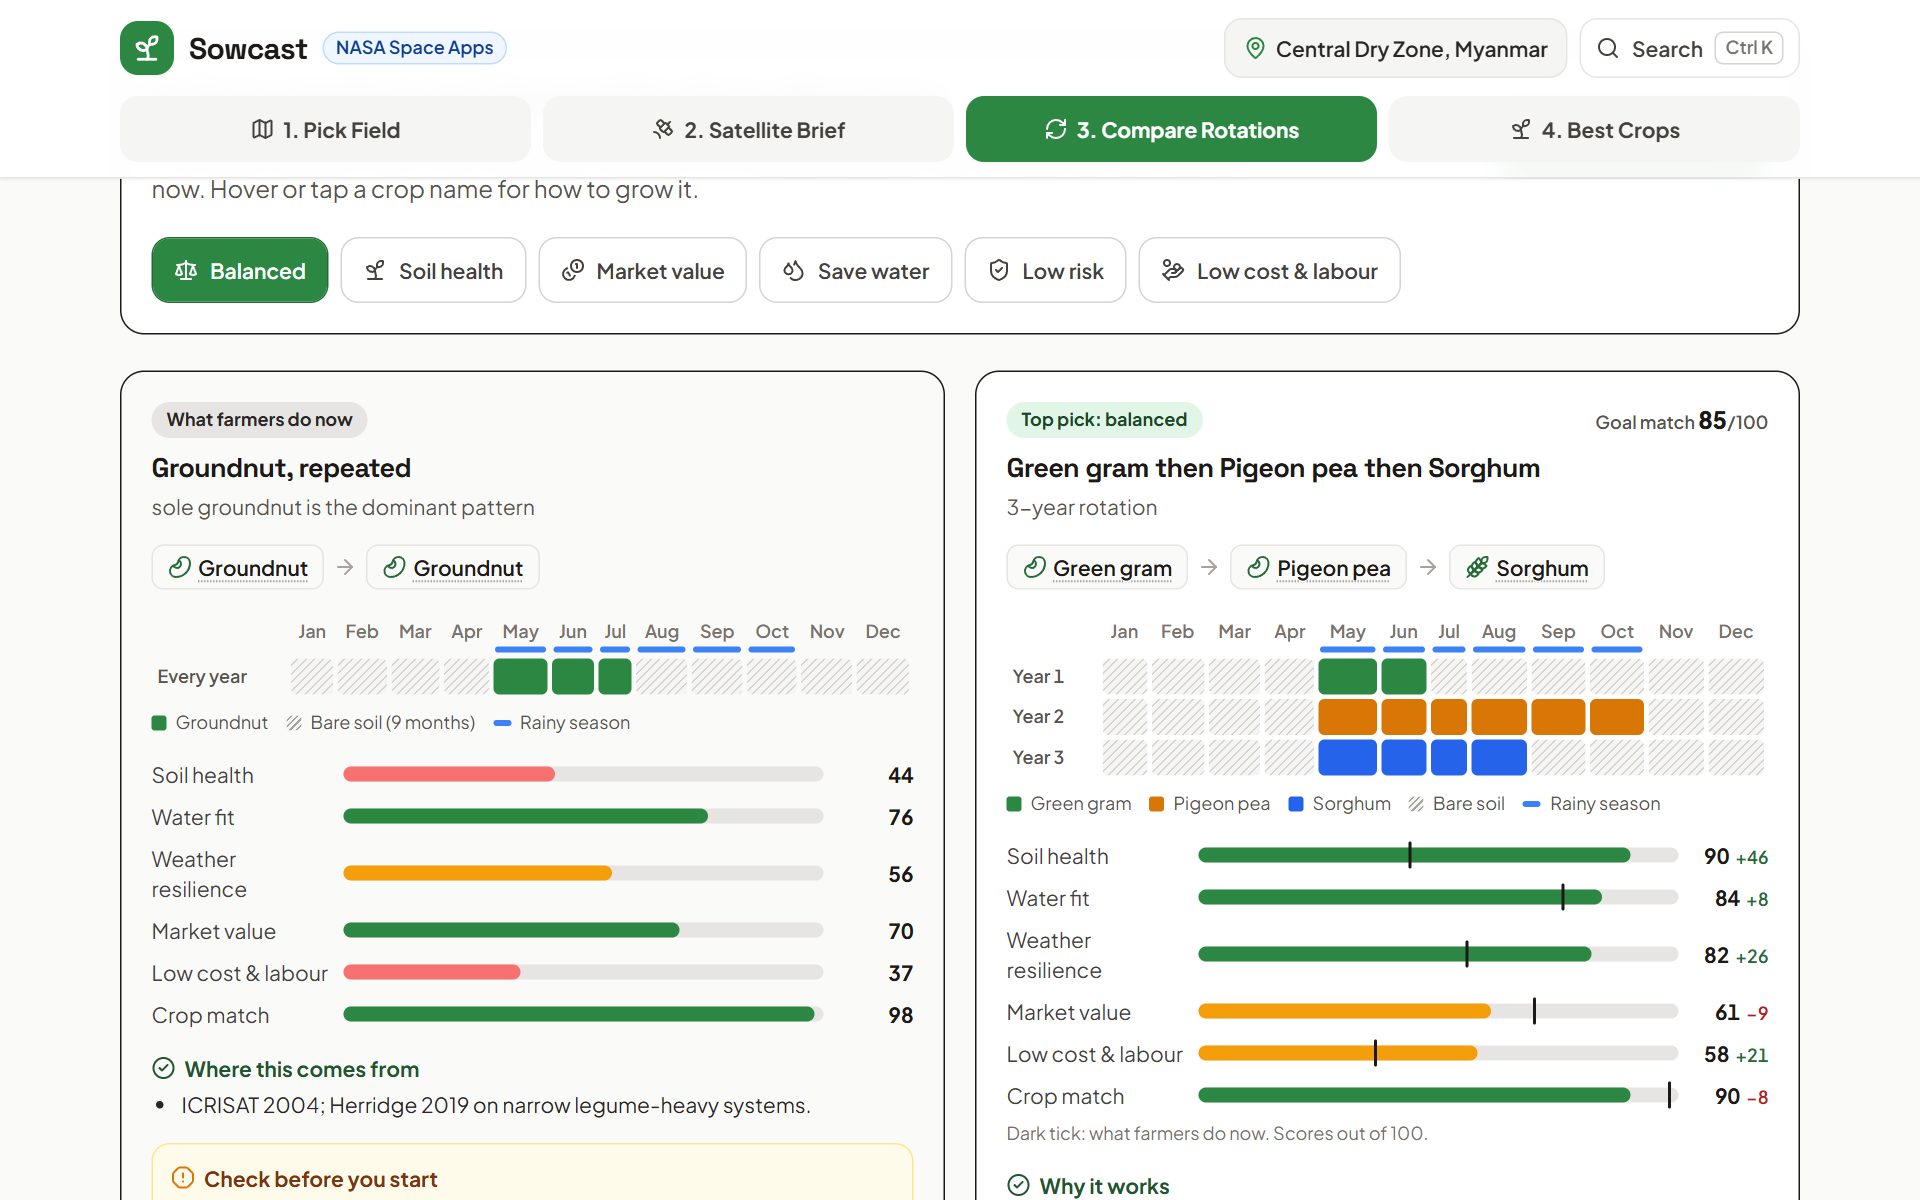 Sowcast
NASA Space Apps
Central Dry Zone, Myanmar
Search
Ctrl K
1. Pick Field
2. Satellite Brief
3. Compare Rotations
4. Best Crops
now. Hover or tap a crop name for how to grow it.
Balanced
Soil health
Market value
Save water
Low risk
Low cost & labour
What farmers do now
Groundnut, repeated
sole groundnut is the dominant pattern
Groundnut → Groundnut
Jan Feb Mar Apr May Jun Jul Aug Sep Oct Nov Dec
Every year
Groundnut Bare soil (9 months) Rainy season
Soil health 44
Water fit 76
Weather
resilience 56
Market value 70
Low cost & labour 37
Crop match 98
Where this comes from
• ICRISAT 2004; Herridge 2019 on narrow legume-heavy systems.
Check before you start
Top pick: balanced
Goal match 85/100
Green gram then Pigeon pea then Sorghum
3–year rotation
Green gram → Pigeon pea → Sorghum
Jan Feb Mar Apr May Jun Jul Aug Sep Oct Nov Dec
Year 1
Year 2
Year 3
Green gram Pigeon pea Sorghum Bare soil Rainy season
Soil health 90 +46
Water fit 84 +8
Weather
resilience 82 +26
Market value 61 −9
Low cost & labour 58 +21
Crop match 90 −8
Dark tick: what farmers do now. Scores out of 100.
Why it works